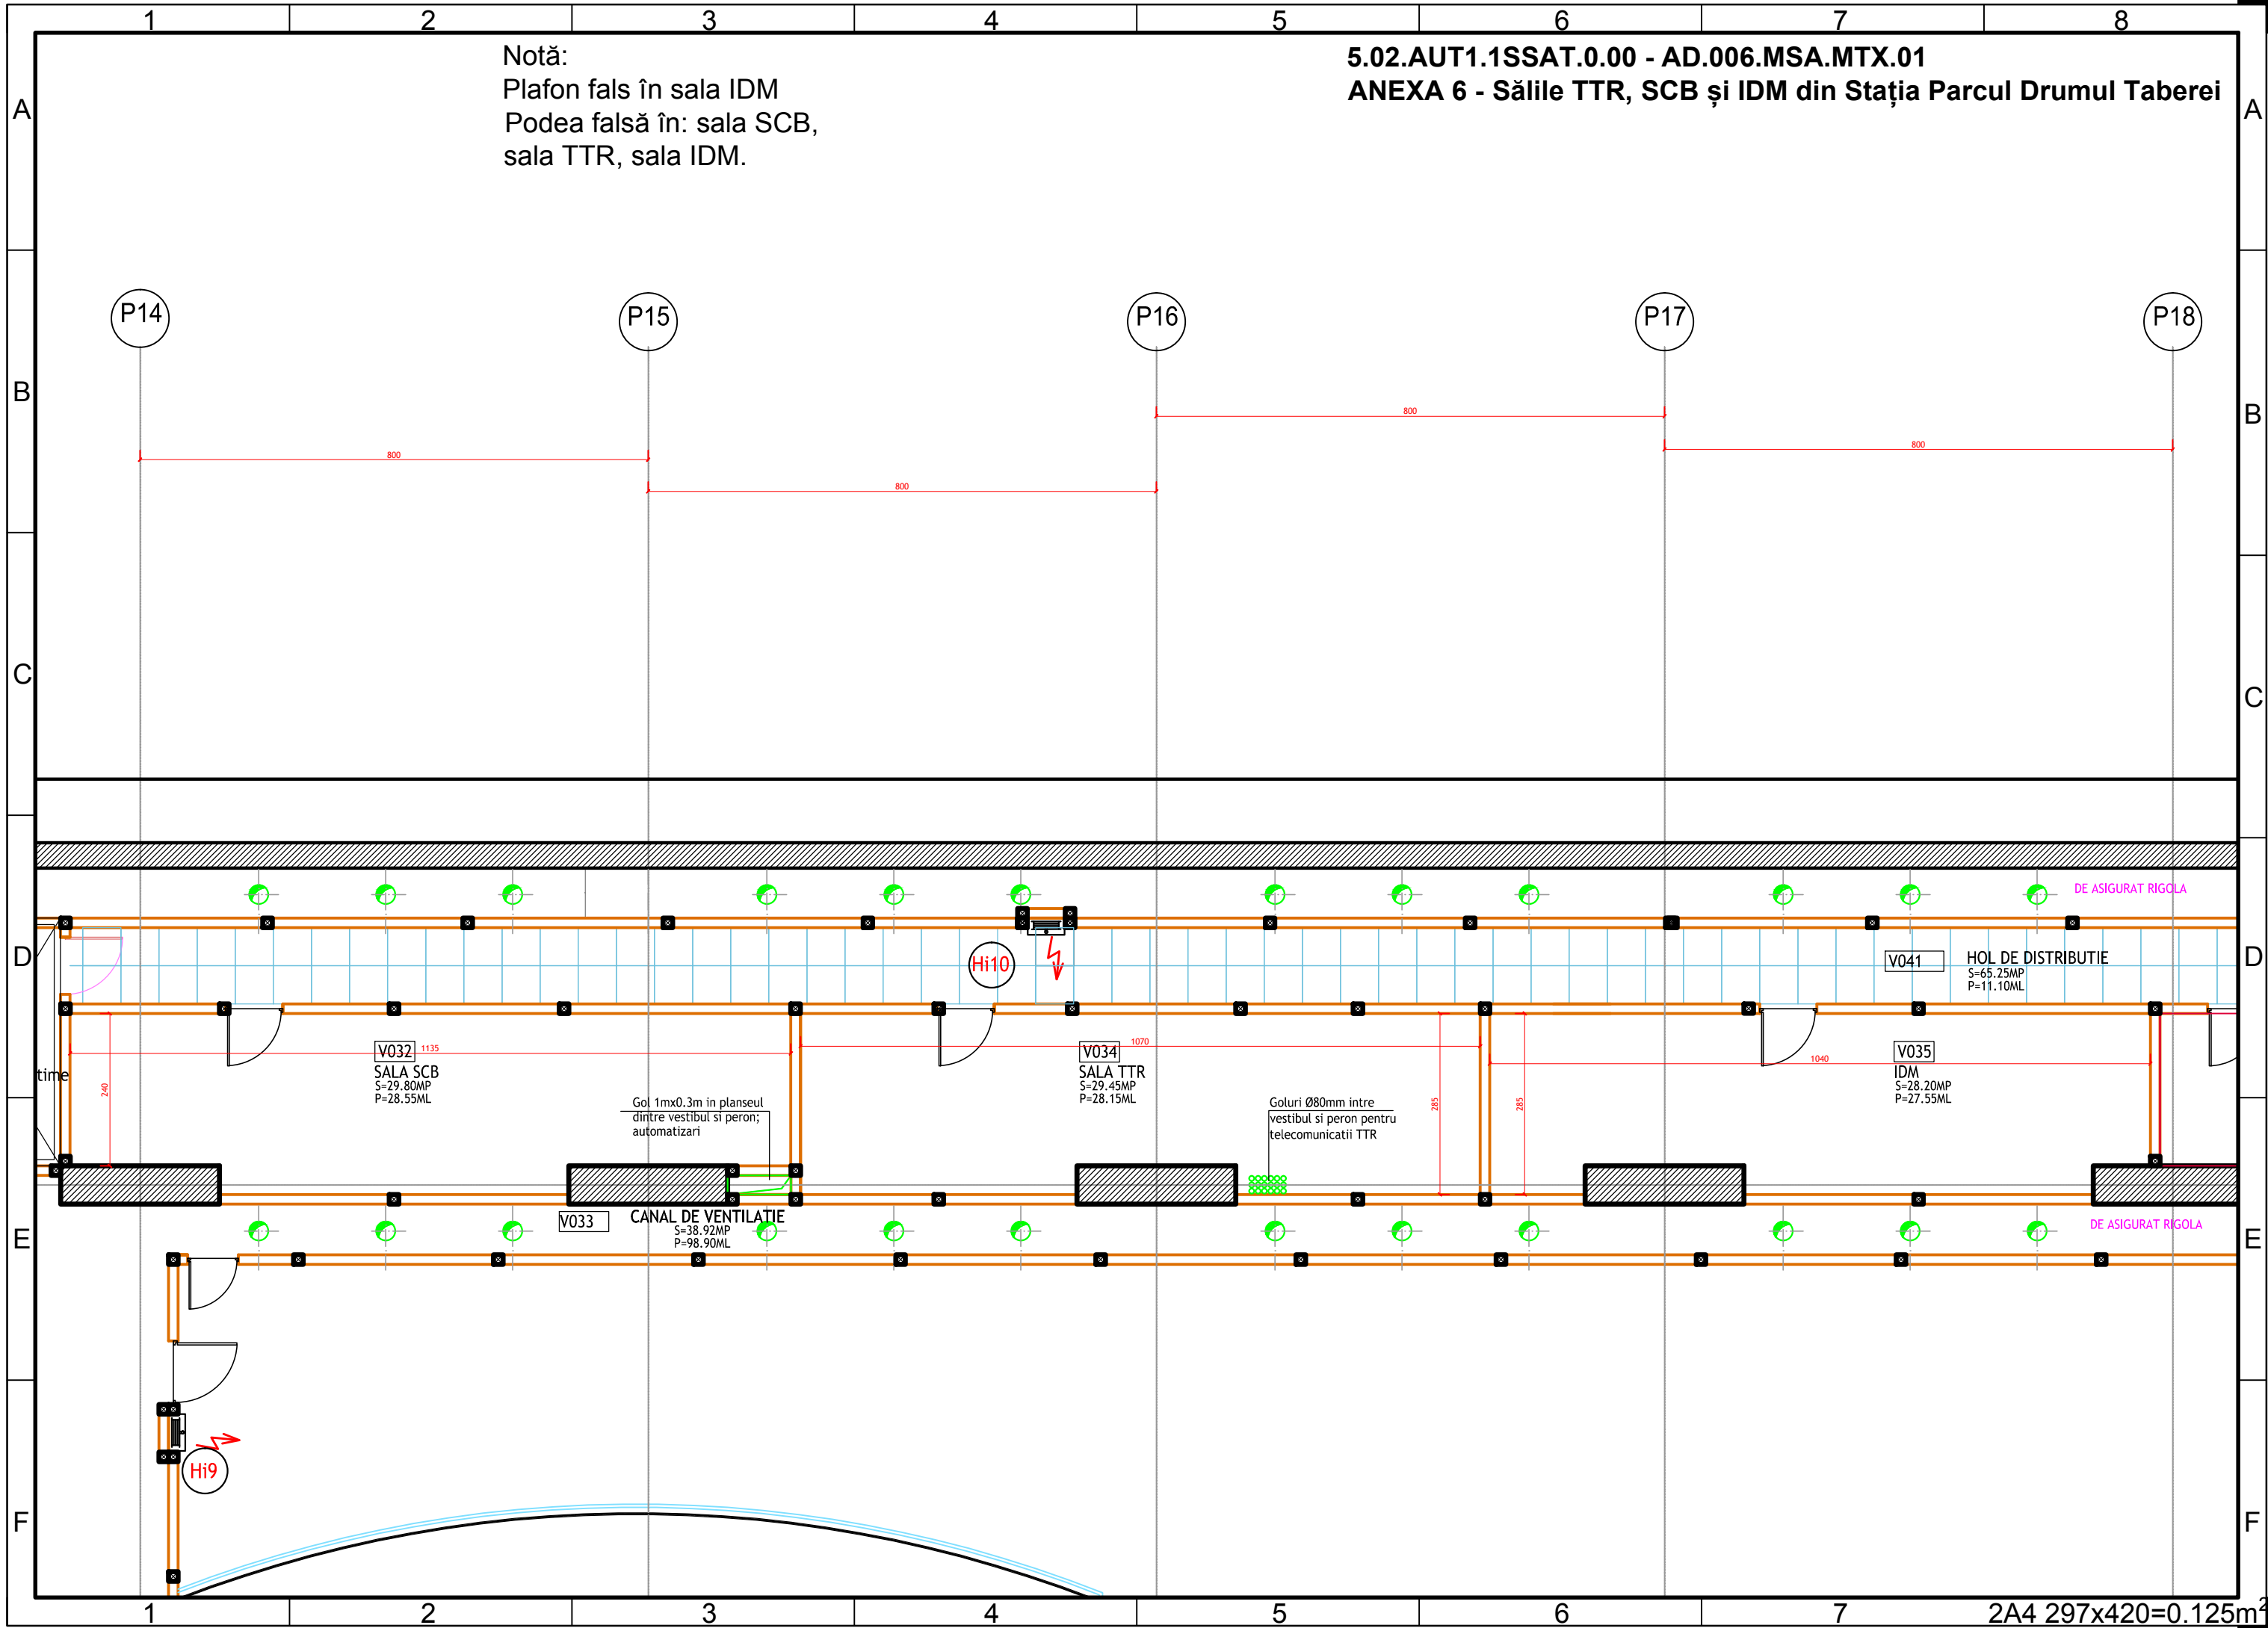 1 2 3 4 5 6 7 8
Notă:
Plafon fals în sala IDM
Podea falsă în: sala SCB,
sala TTR, sala IDM.
5.02.AUT1.1SSAT.0.00 - AD.006.MSA.MTX.01
ANEXA 6 - Sălile TTR, SCB și IDM din Stația Parcul Drumul Taberei
A A
P14 P15 P16 P17 P18
B B
800
800
800
800
C C
DE ASIGURAT RIGOLA
D D
Hi10
V041 HOL DE DISTRIBUTIE
S=65.25MP
P=11.10ML
time
240
V032 1135
SALA SCB
S=29.80MP
P=28.55ML
Gol 1mx0.3m in planseul
dintre vestibul si peron;
automatizari
V034 1070
SALA TTR
S=29.45MP
P=28.15ML
Goluri Ø80mm intre
vestibul si peron pentru
telecomunicatii TTR
285
285
1040
V035
IDM
S=28.20MP
P=27.55ML
V033 CANAL DE VENTILATIE
S=38.92MP
P=98.90ML
DE ASIGURAT RIGOLA
E E
Hi9
F F
1 2 3 4 5 6 7
2A4 297x420=0.125m²